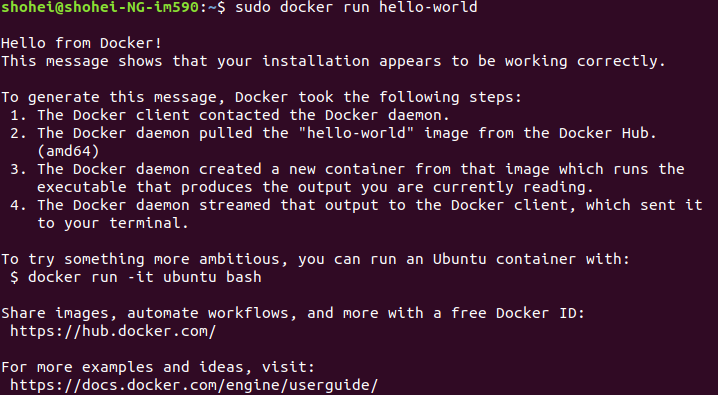 shohei@shohei-NG-im590:~$ sudo docker run hello-world
Hello from Docker!
This message shows that your installation appears to be working correctly.
To generate this message, Docker took the following steps:
1. The Docker client contacted the Docker daemon.
2. The Docker daemon pulled the "hello-world" image from the Docker Hub.
(amd64)
3. The Docker daemon created a new container from that image which runs the
executable that produces the output you are currently reading.
4. The Docker daemon streamed that output to the Docker client, which sent it
to your terminal.
To try something more ambitious, you can run an Ubuntu container with:
$ docker run -it ubuntu bash
Share images, automate workflows, and more with a free Docker ID:
https://hub.docker.com/
For more examples and ideas, visit:
https://docs.docker.com/engine/userguide/